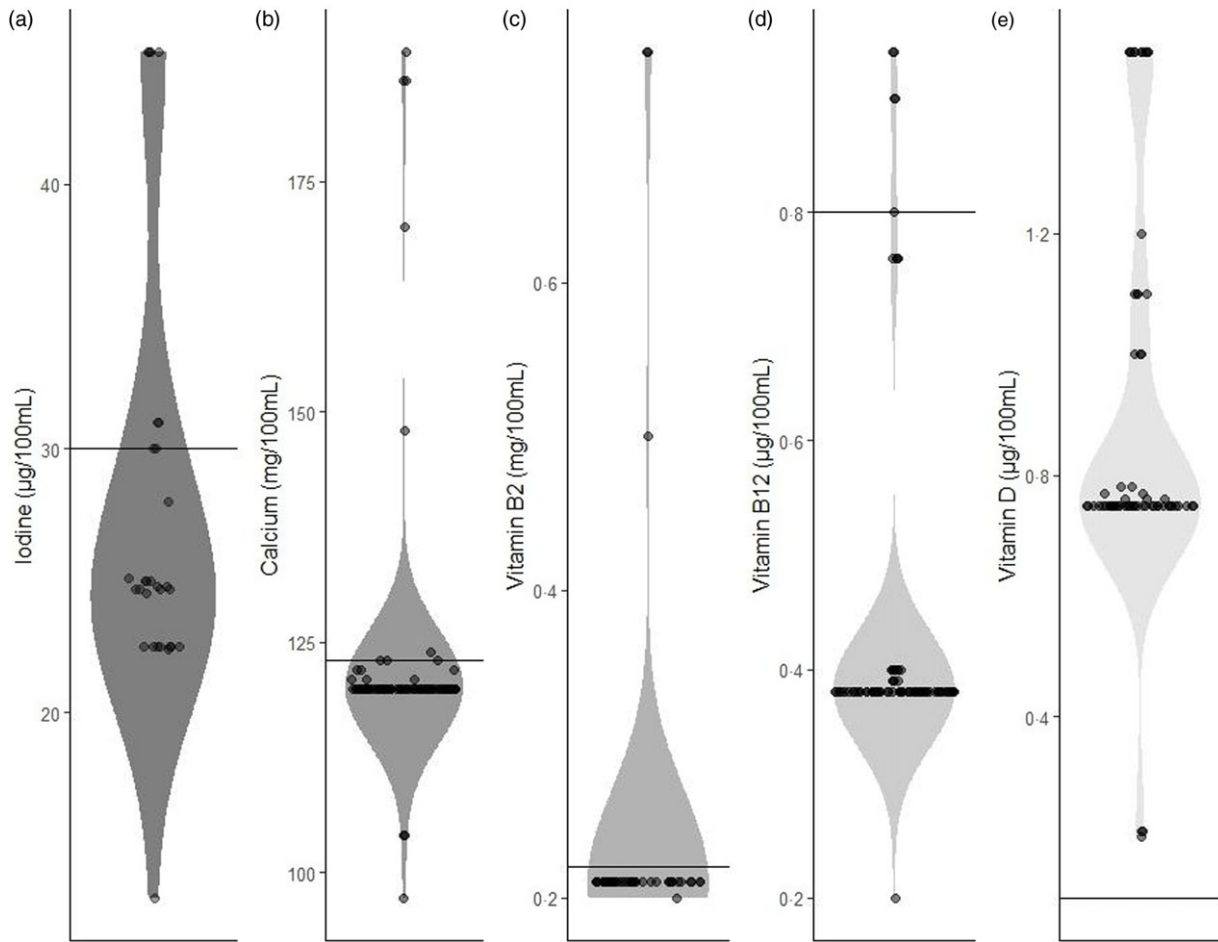 (a)
Iodine (µg/100mL)
40
30
20
(b)
Calcium (mg/100mL)
175
150
125
100
(c)
Vitamin B2 (mg/100mL)
0·6
0·4
0·2
(d)
Vitamin B12 (µg/100mL)
0·8
0·6
0·4
0·2
(e)
Vitamin D (µg/100mL)
1·2
0·8
0·4